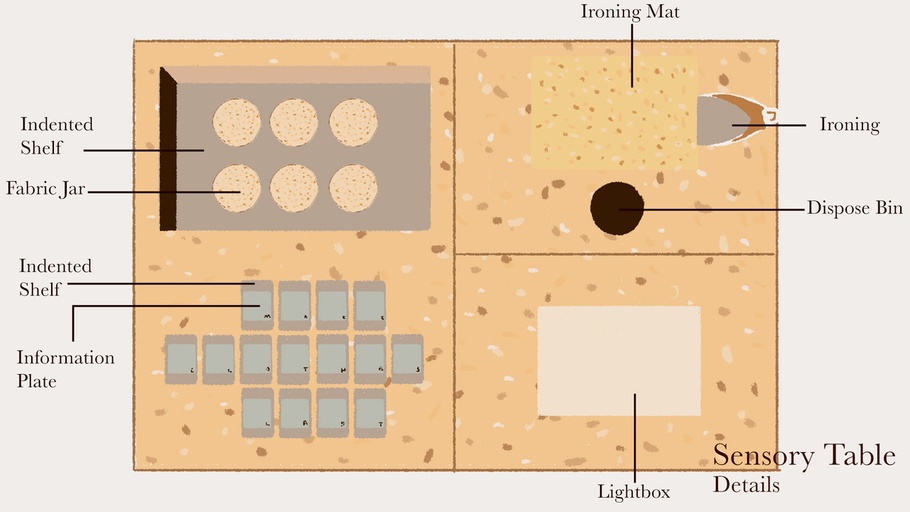 Ironing Mat
Indented
Shelf
Ironing
Fabric Jar
Dispose Bin
Indented
Shelf
Information
Plate
M A K E
C L O T H E S
L A S T
Sensory Table
Details
Lightbox